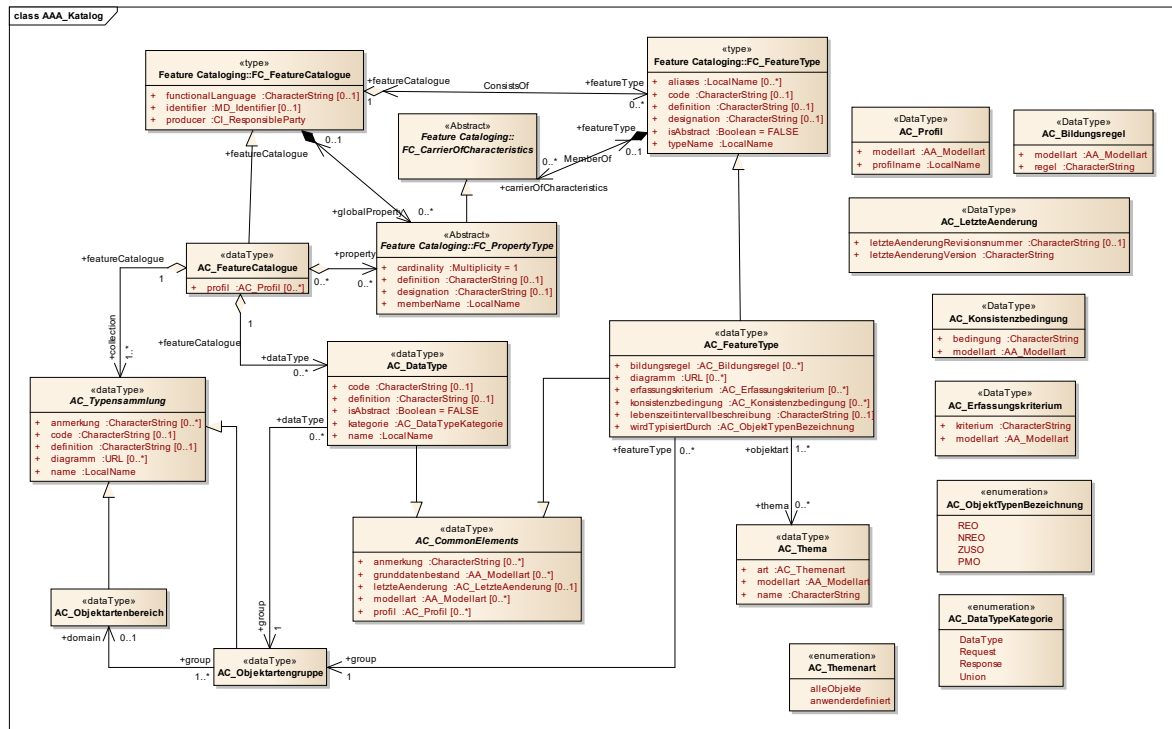 class AAA_Katalog
«type»
Feature Cataloging::FC_FeatureCatalogue
+ functionalLanguage :CharacterString [0..1]
+ identifier :MD_Identifier [0..1]
+ producer :CI_ResponsibleParty
+featureCatalogue
1
ConsistsOf
+featureType
0..*
«type»
Feature Cataloging::FC_FeatureType
+ aliases :LocalName [0..*]
+ code :CharacterString [0..1]
+ definition :CharacterString [0..1]
+ designation :CharacterString [0..1]
+ isAbstract :Boolean = FALSE
+ typeName :LocalName
+featureType
0..1
MemberOf
0..*
+carrierOfCharacteristics
«Abstract»
Feature Cataloging::
FC_CarrierOfCharacteristics
0..1
+featureCatalogue
+globalProperty
0..*
«Abstract»
Feature Cataloging::FC_PropertyType
+ cardinality :Multiplicity = 1
+ definition :CharacterString [0..1]
+ designation :CharacterString [0..1]
+ memberName :LocalName
«DataType»
AC_Profil
+ modellart :AA_Modellart
+ profilname :LocalName
«DataType»
AC_Bildungsregel
+ modellart :AA_Modellart
+ regel :CharacterString
«DataType»
AC_LetzteAenderung
+ letzteAenderungRevisionsnummer :CharacterString [0..1]
+ letzteAenderungVersion :CharacterString
«dataType»
AC_FeatureCatalogue
+ profil :AC_Profil [0..*]
+featureCatalogue
1
+property
0..*
0..*
1
+featureCatalogue
+dataType
0..*
+collection
1..*
«dataType»
AC_DataType
+ code :CharacterString [0..1]
+ definition :CharacterString [0..1]
+ isAbstract :Boolean = FALSE
+ kategorie :AC_DataTypeKategorie
+ name :LocalName
+dataType
0..*
«dataType»
AC_FeatureType
+ bildungsregel :AC_Bildungsregel [0..*]
+ diagramm :URL [0..*]
+ erfassungskriterium :AC_Erfassungskriterium [0..*]
+ konsistenzbedingung :AC_Konsistenzbedingung [0..*]
+ lebenszeitintervallbeschreibung :CharacterString [0..1]
+ wirdTypisiertDurch :AC_ObjektTypenBezeichnung
+featureType
0..*
+objektart
1..*
«DataType»
AC_Konsistenzbedingung
+ bedingung :CharacterString
+ modellart :AA_Modellart
«DataType»
AC_Erfassungskriterium
+ kriterium :CharacterString
+ modellart :AA_Modellart
«dataType»
AC_Typensammlung
+ anmerkung :CharacterString [0..*]
+ code :CharacterString [0..1]
+ definition :CharacterString [0..1]
+ diagramm :URL [0..*]
+ name :LocalName
«dataType»
AC_CommonElements
+ anmerkung :CharacterString [0..*]
+ grunddatenbestand :AA_Modellart [0..*]
+ letzteAenderung :AC_LetzteAenderung [0..1]
+ modellart :AA_Modellart [0..*]
+ profil :AC_Profil [0..*]
+thema
0..*
«dataType»
AC_Thema
+ art :AC_Themenart
+ modellart :AA_Modellart
+ name :CharacterString
«enumeration»
AC_ObjektTypenBezeichnung
REO
NREO
ZUSO
PMO
«enumeration»
AC_DataTypeKategorie
DataType
Request
Response
Union
«dataType»
AC_Objektartenbereich
+domain
0..1
+group
1..*
+group
1
«dataType»
AC_Objektartengruppe
+group
1
«enumeration»
AC_Themenart
alleObjekte
anwenderdefiniert